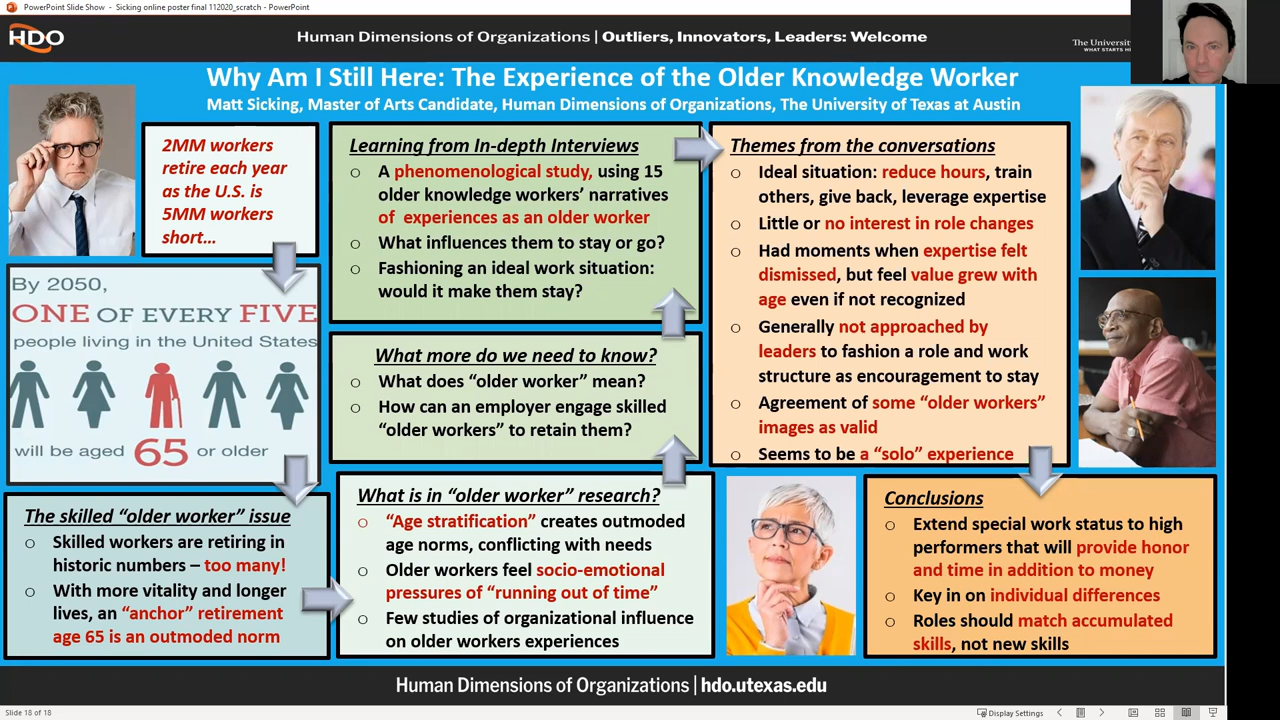 PowerPoint Slide Show - Sicking online poster final 112020_scratch - PowerPoint
HDO
Human Dimensions of Organizations | Outliers, Innovators, Leaders: Welcome
The Universi
WHAT STARTS H
Why Am I Still Here: The Experience of the Older Knowledge Worker
Matt Sicking, Master of Arts Candidate, Human Dimensions of Organizations, The University of Texas at Austin
2MM workers
retire each year
as the U.S. is
5MM workers
short...
By 2050,
ONE OF EVERY FIVE
people living in the United States
will be aged 65 or older
The skilled “older worker” issue
o Skilled workers are retiring in
historic numbers – too many!
o With more vitality and longer
lives, an “anchor” retirement
age 65 is an outmoded norm
What is in “older worker” research?
o “Age stratification” creates outmoded
age norms, conflicting with needs
o Older workers feel socio-emotional
pressures of “running out of time”
o Few studies of organizational influence
on older workers experiences
What more do we need to know?
o What does “older worker” mean?
o How can an employer engage skilled
“older workers” to retain them?
Learning from In-depth Interviews
o A phenomenological study, using 15
older knowledge workers’ narratives
of experiences as an older worker
o What influences them to stay or go?
o Fashioning an ideal work situation:
would it make them stay?
Themes from the conversations
o Ideal situation: reduce hours, train
others, give back, leverage expertise
o Little or no interest in role changes
o Had moments when expertise felt
dismissed, but feel value grew with
age even if not recognized
o Generally not approached by
leaders to fashion a role and work
structure as encouragement to stay
o Agreement of some “older workers”
images as valid
o Seems to be a “solo” experience
Conclusions
o Extend special work status to high
performers that will provide honor
and time in addition to money
o Key in on individual differences
o Roles should match accumulated
skills, not new skills
Human Dimensions of Organizations | hdo.utexas.edu
Slide 18 of 18
Display Settings